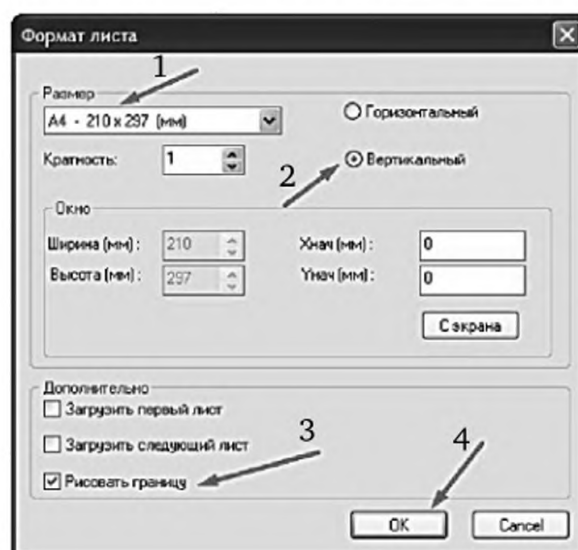 Формат листа
1
Размер
A4 - 210 x 297 (мм)
Горизонтальный
Кратность:
1
2
Вертикальный
Окно
Ширина (мм) :
210
Xнач (мм) :
0
Высота (мм) :
297
Yнач (мм) :
0
С экрана
Дополнительно
Загрузить первый лист
Загрузить следующий лист
3
4
Рисовать границу
OK
Cancel